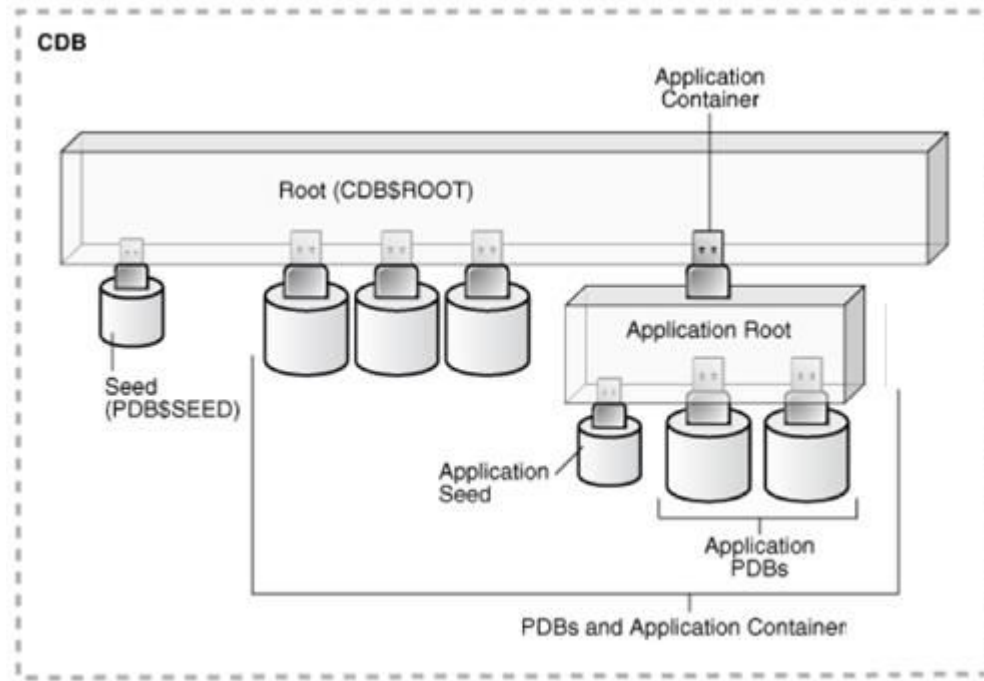 CDB
Application
Container
Root (CDB$ROOT)
Application Root
Seed
(PDB$SEED)
Application
Seed
Application
PDBs
PDBs and Application Container